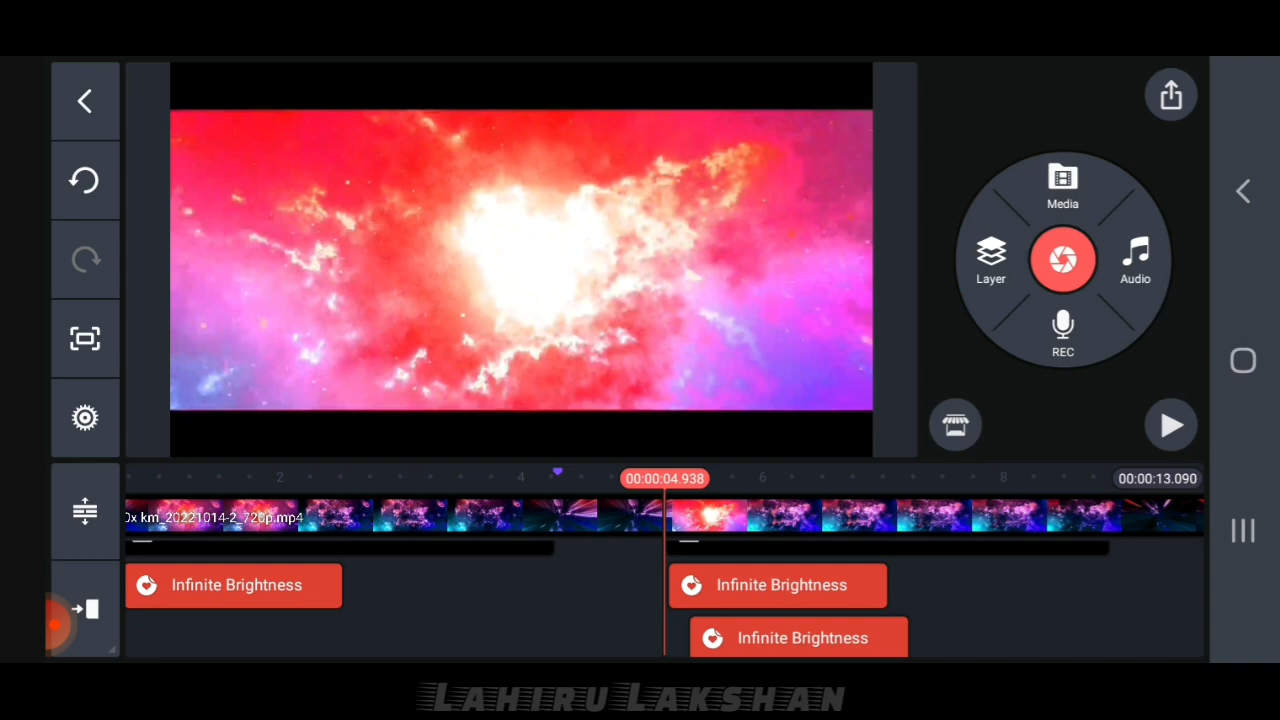 Media
Layer
Audio
REC
2
4
00:00:04.938
6
8
00:00:13.090
0x km_20221014-2_720p.mp4
Infinite Brightness
Infinite Brightness
Infinite Brightness
LAHIRU LAKSHAN